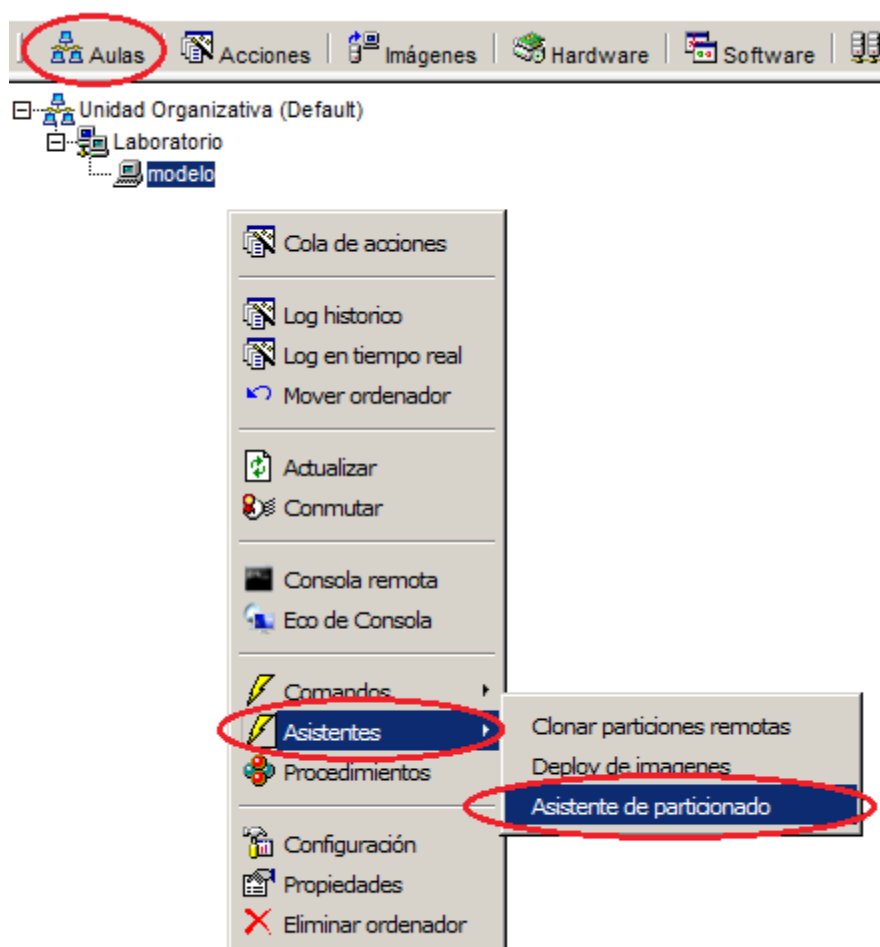 Aulas Acciones Imágenes Hardware Software
Unidad Organizativa (Default)
Laboratorio
modelo
Cola de acciones
Log historico
Log en tiempo real
Mover ordenador
Actualizar
Conmutar
Consola remota
Eco de Consola
Comandos
Asistentes
Procedimientos
Configuración
Propiedades
Eliminar ordenador
Clonar particiones remotas
Deploy de imagenes
Asistente de particionado